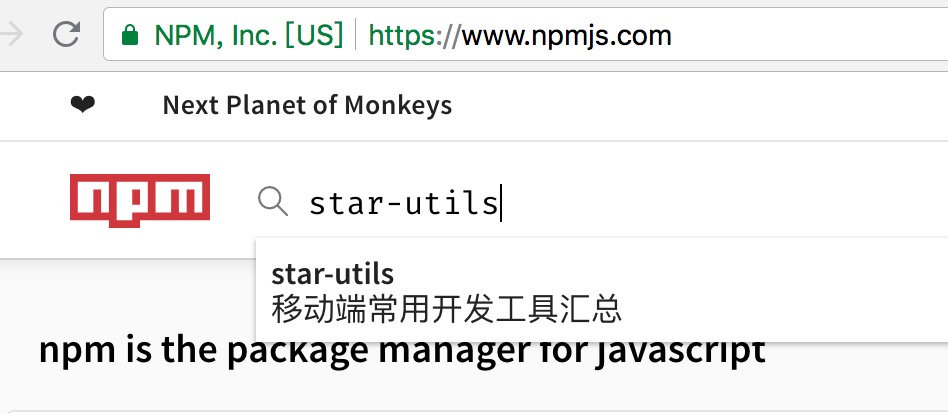 NPM, Inc. [US] https://www.npmjs.com
❤ Next Planet of Monkeys
npm star-utils
star-utils
移动端常用开发工具汇总
npm is the package manager for javascript